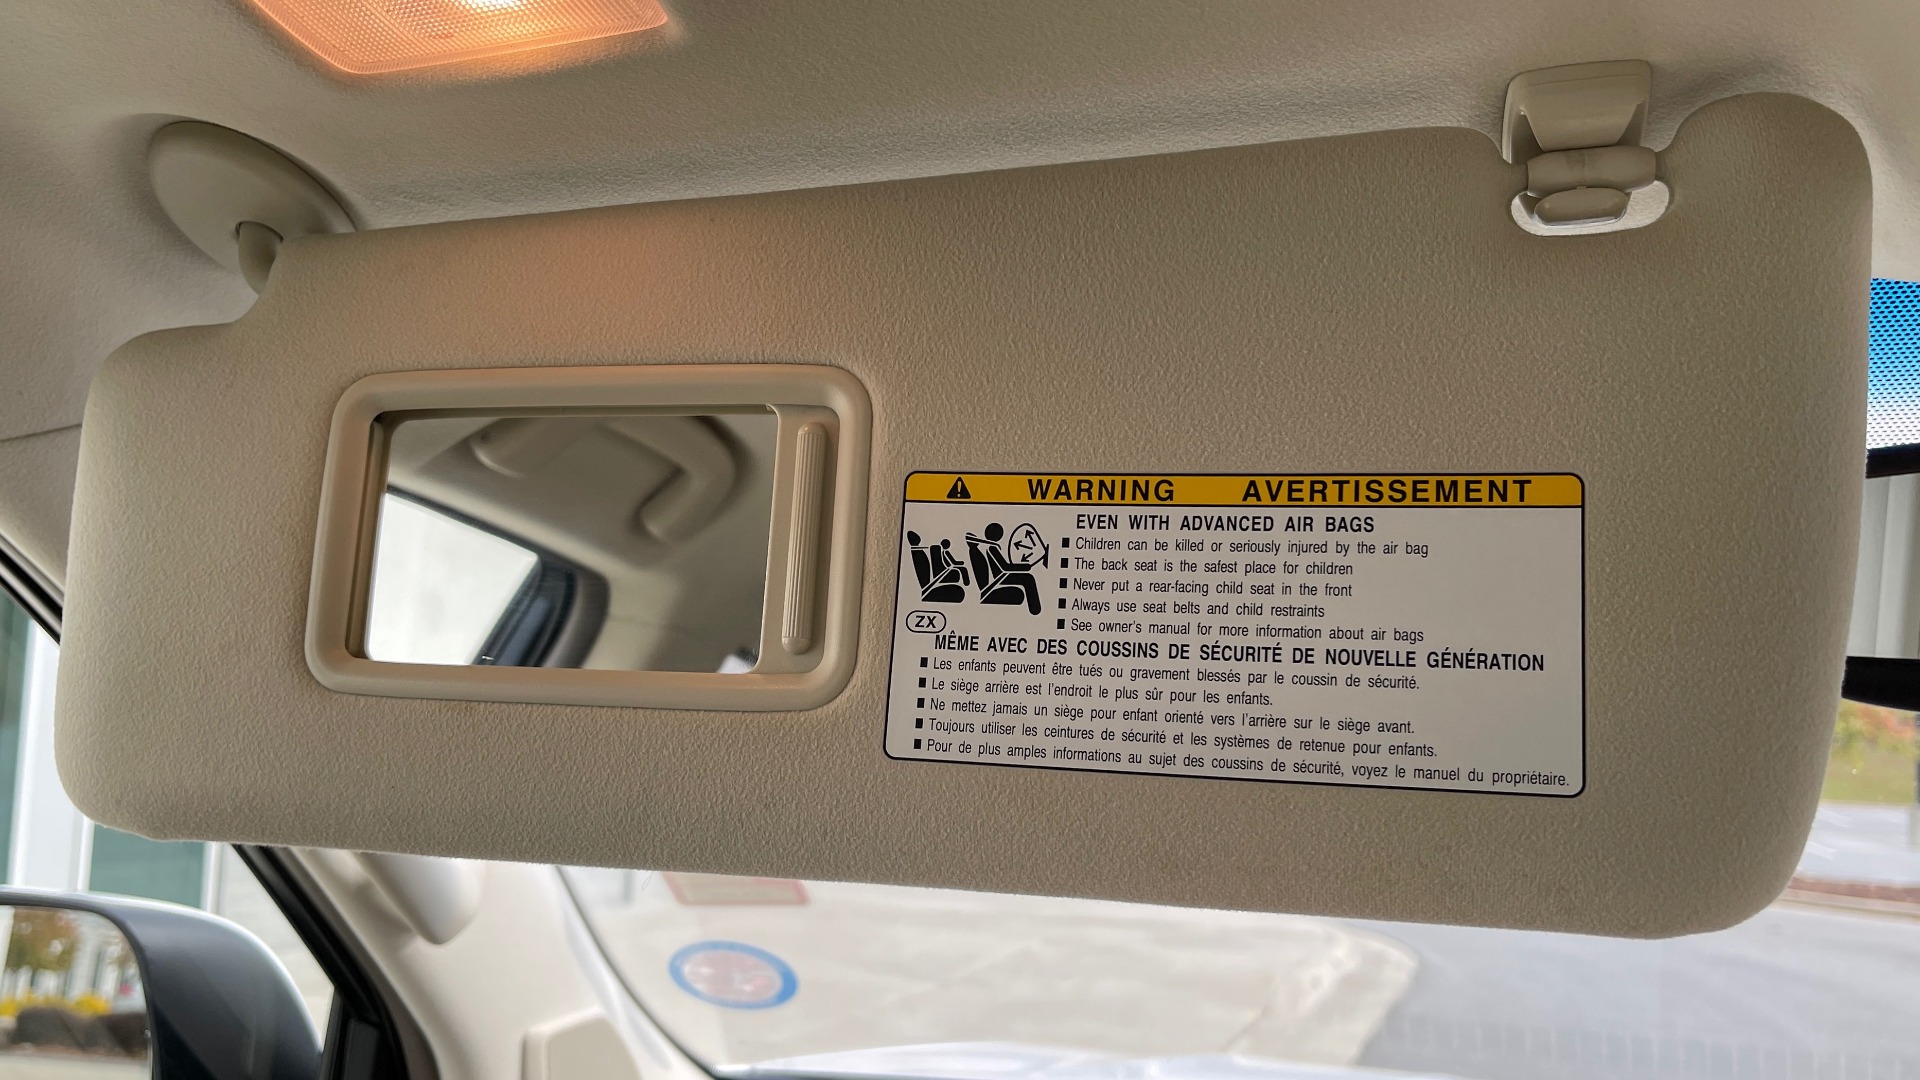 WARNING AVERTISSEMENT
EVEN WITH ADVANCED AIR BAGS
■ Children can be killed or seriously injured by the air bag
■ The back seat is the safest place for children
■ Never put a rear-facing child seat in the front
■ Always use seat belts and child restraints
■ See owner's manual for more information about air bags
ZX
MÊME AVEC DES COUSSINS DE SÉCURITÉ DE NOUVELLE GÉNÉRATION
■ Les enfants peuvent être tués ou gravement blessés par le coussin de sécurité.
■ Le siège arrière est l'endroit le plus sûr pour les enfants.
■ Ne mettez jamais un siège pour enfant orienté vers l'arrière sur le siège avant.
■ Toujours utiliser les ceintures de sécurité et les systèmes de retenue pour enfants.
■ Pour de plus amples informations au sujet des coussins de sécurité, voyez le manuel du propriétaire.